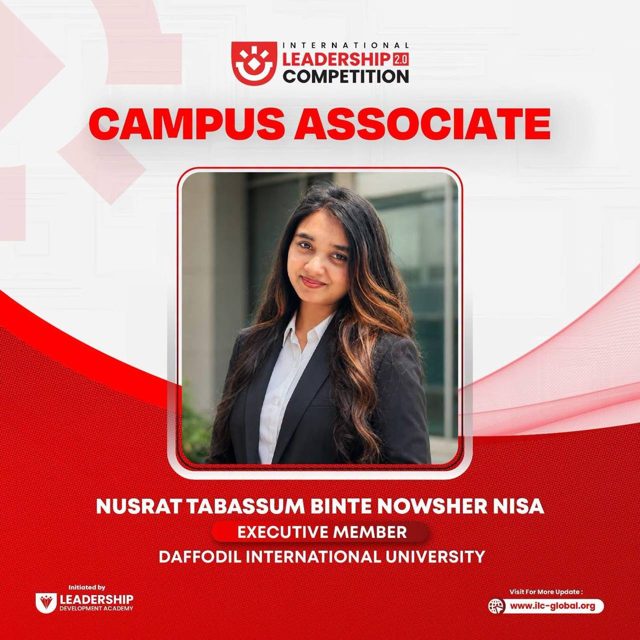 INTERNATIONAL
LEADERSHIP 2.0
COMPETITION
CAMPUS ASSOCIATE
NUSRAT TABASSUM BINTE NOWSHER NISA
EXECUTIVE MEMBER
DAFFODIL INTERNATIONAL UNIVERSITY
Initiated by
LEADERSHIP
DEVELOPMENT ACADEMY
Visit For More Update :
www.ilc-global.org